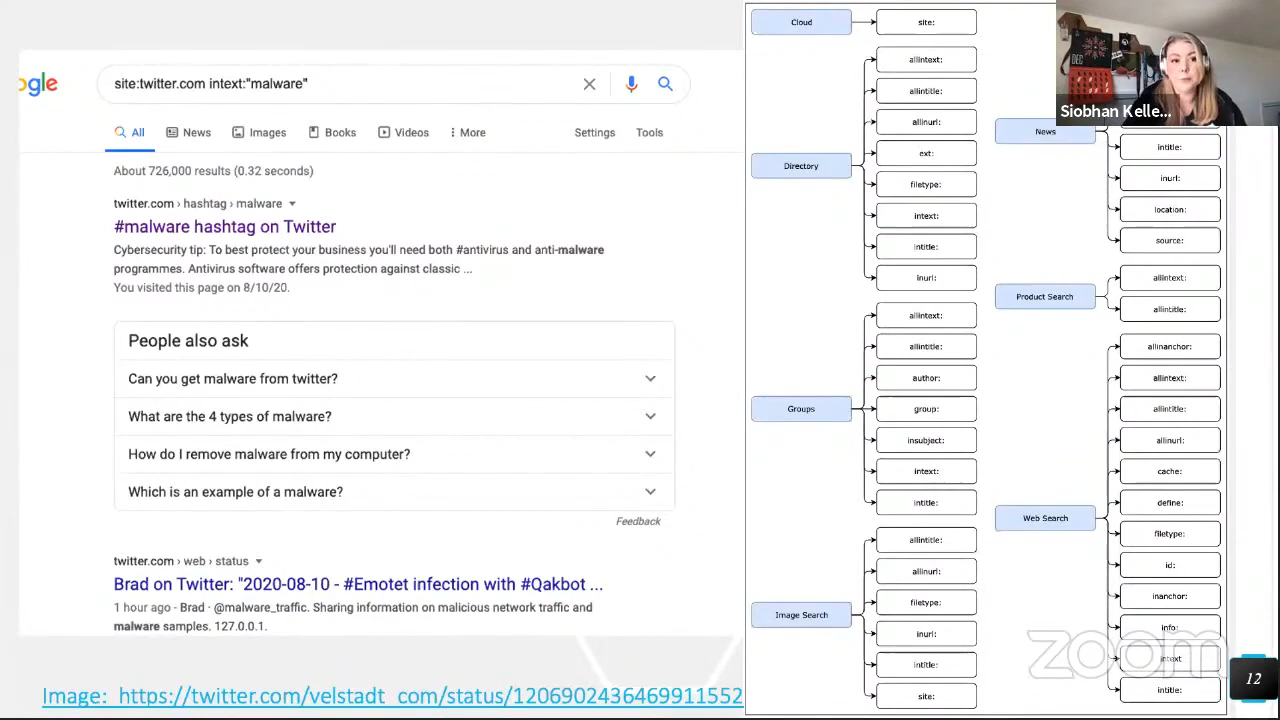 ogle
site:twitter.com intext:"malware"
All
News
Images
Books
Videos
More
Settings
Tools
About 726,000 results (0.32 seconds)
twitter.com › hashtag › malware
#malware hashtag on Twitter
Cybersecurity tip: To best protect your business you'll need both #antivirus and anti-malware
programmes. Antivirus software offers protection against classic ...
You visited this page on 8/10/20.
People also ask
Can you get malware from twitter?
What are the 4 types of malware?
How do I remove malware from my computer?
Which is an example of a malware?
Feedback
twitter.com › web › status
Brad on Twitter: "2020-08-10 - #Emotet infection with #Qakbot ...
1 hour ago - Brad · @malware_traffic. Sharing information on malicious network traffic and
malware samples. 127.0.0.1.
Image: https://twitter.com/velstadt_com/status/1206902436469911552
Cloud
site:
Directory
allintext:
allintitle:
allinurl:
ext:
filetype:
intext:
intitle:
inurl:
Groups
allintext:
allintitle:
author:
group:
insubject:
intext:
intitle:
Image Search
allintitle:
allinurl:
filetype:
inurl:
intitle:
site:
Siobhan Kelle...
News
intitle:
inurl:
location:
source:
Product Search
allintext:
allintitle:
Web Search
allinanchor:
allintext:
allintitle:
allinurl:
cache:
define:
filetype:
id:
inanchor:
info:
intext
intitle:
zoom
12